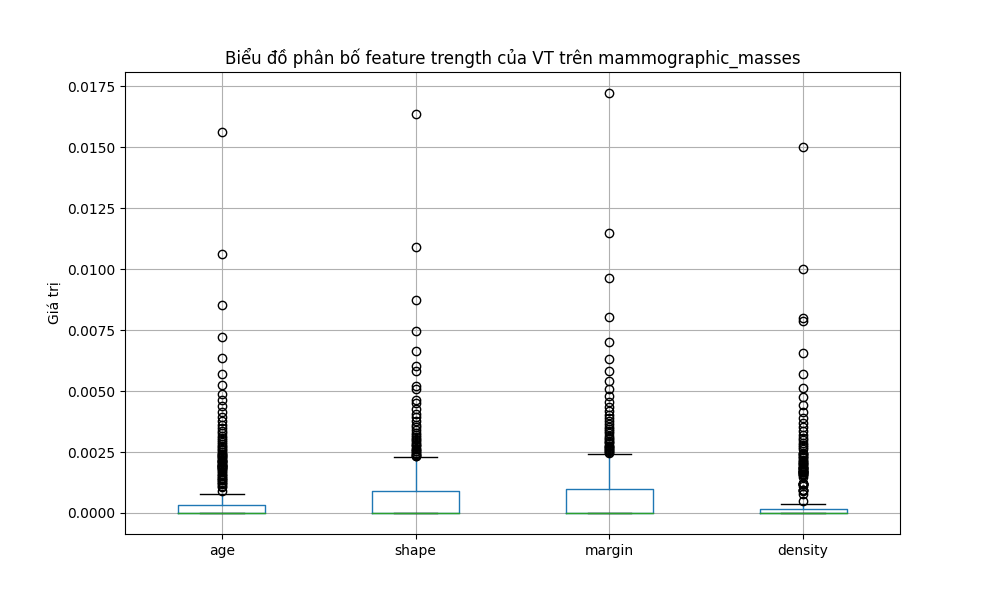 Biểu đồ phân bố feature trength của VT trên mammographic_masses
0.0175
0.0150
0.0125
0.0100
0.0075
0.0050
0.0025
0.0000
Giá trị
age
shape
margin
density